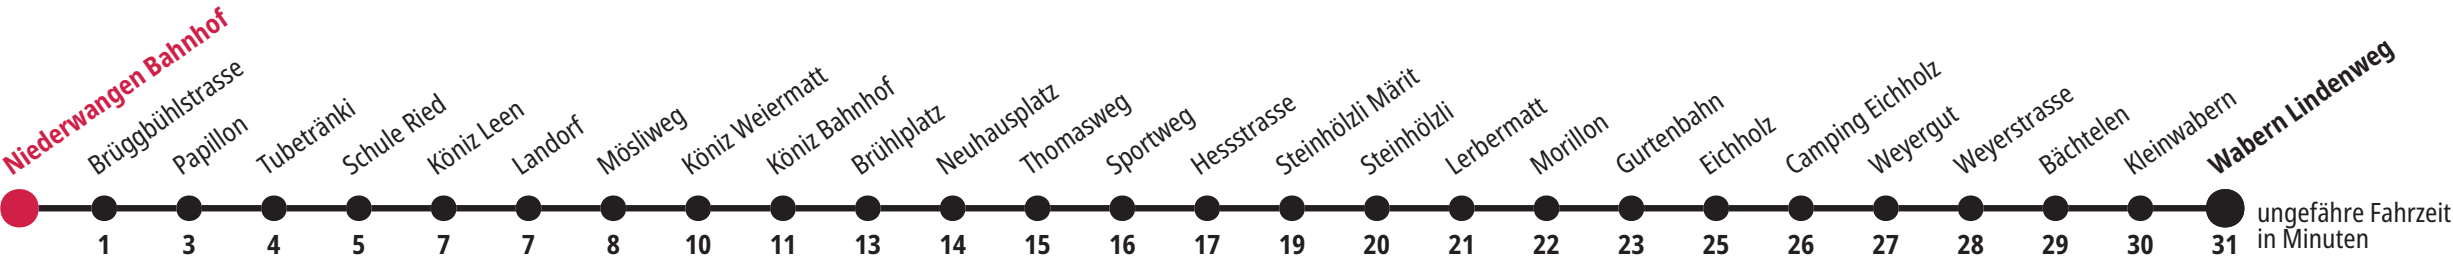 Niederwangen Bahnhof
Brüggbühlstrasse
Papillon
Tubetränki
Schule Ried
Köniz Leen
Landorf
Mösliweg
Köniz Weiermatt
Köniz Bahnhof
Brühlplatz
Neuhausplatz
Thomasweg
Sportweg
Hessstrasse
Steinhölzli Märit
Steinhölzli
Lerbermatt
Morillon
Gurtenbahn
Eichholz
Camping Eichholz
Weyergut
Weyerstrasse
Bächtelen
Kleinwabern
Wabern Lindenweg
1 3 4 5 7 7 8 10 11 13 14 15 16 17 19 20 21 22 23 25 26 27 28 29 30 31
ungefähre Fahrzeit
in Minuten